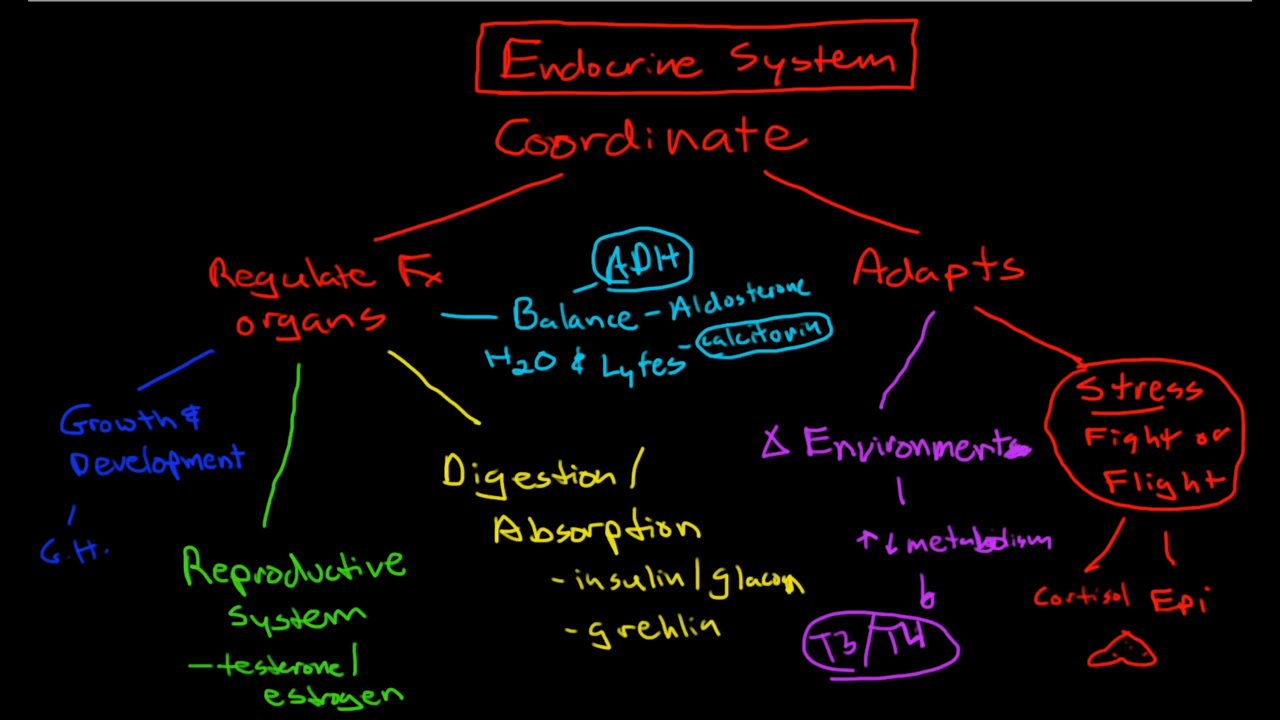 Endocrine System
Coordinate
Regulate Fx
organs
ADH
Balance - Aldosterone
H2O & Lytes - calcitonin
Adapts
Growth &
Development
G.H.
Reproductive
system
- testerone/
estrogen
Digestion/
Absorption
- insulin/glacon
- grehlin
Δ Environments
↑↓ metabolism
T3/T4
Stress
Fight or
Flight
Cortisol Epi